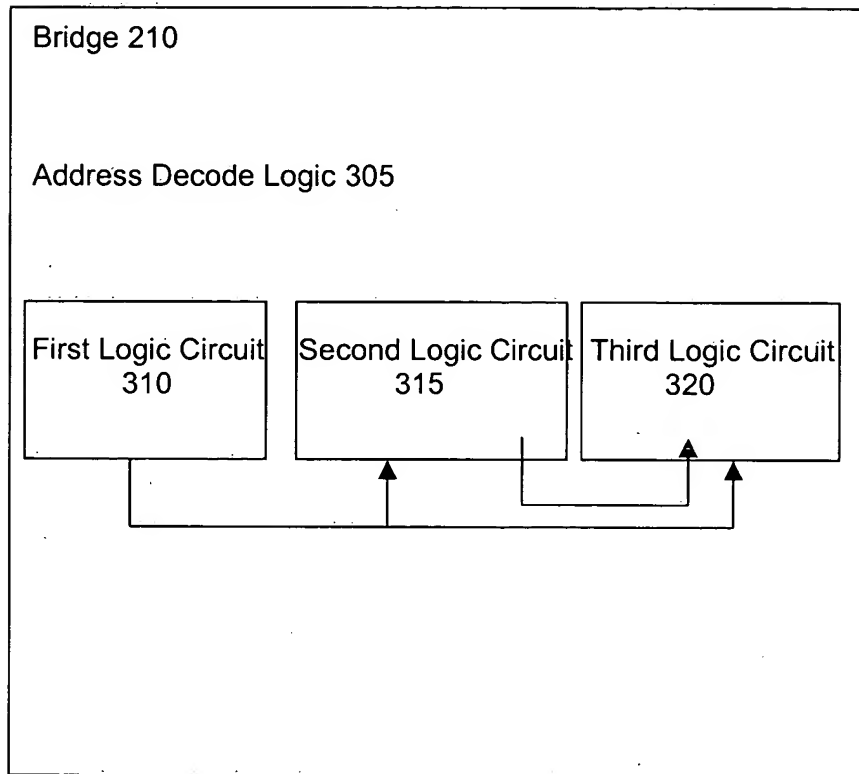 Bridge 210
Address Decode Logic 305
First Logic Circuit
310
Second Logic Circuit
315
Third Logic Circuit
320